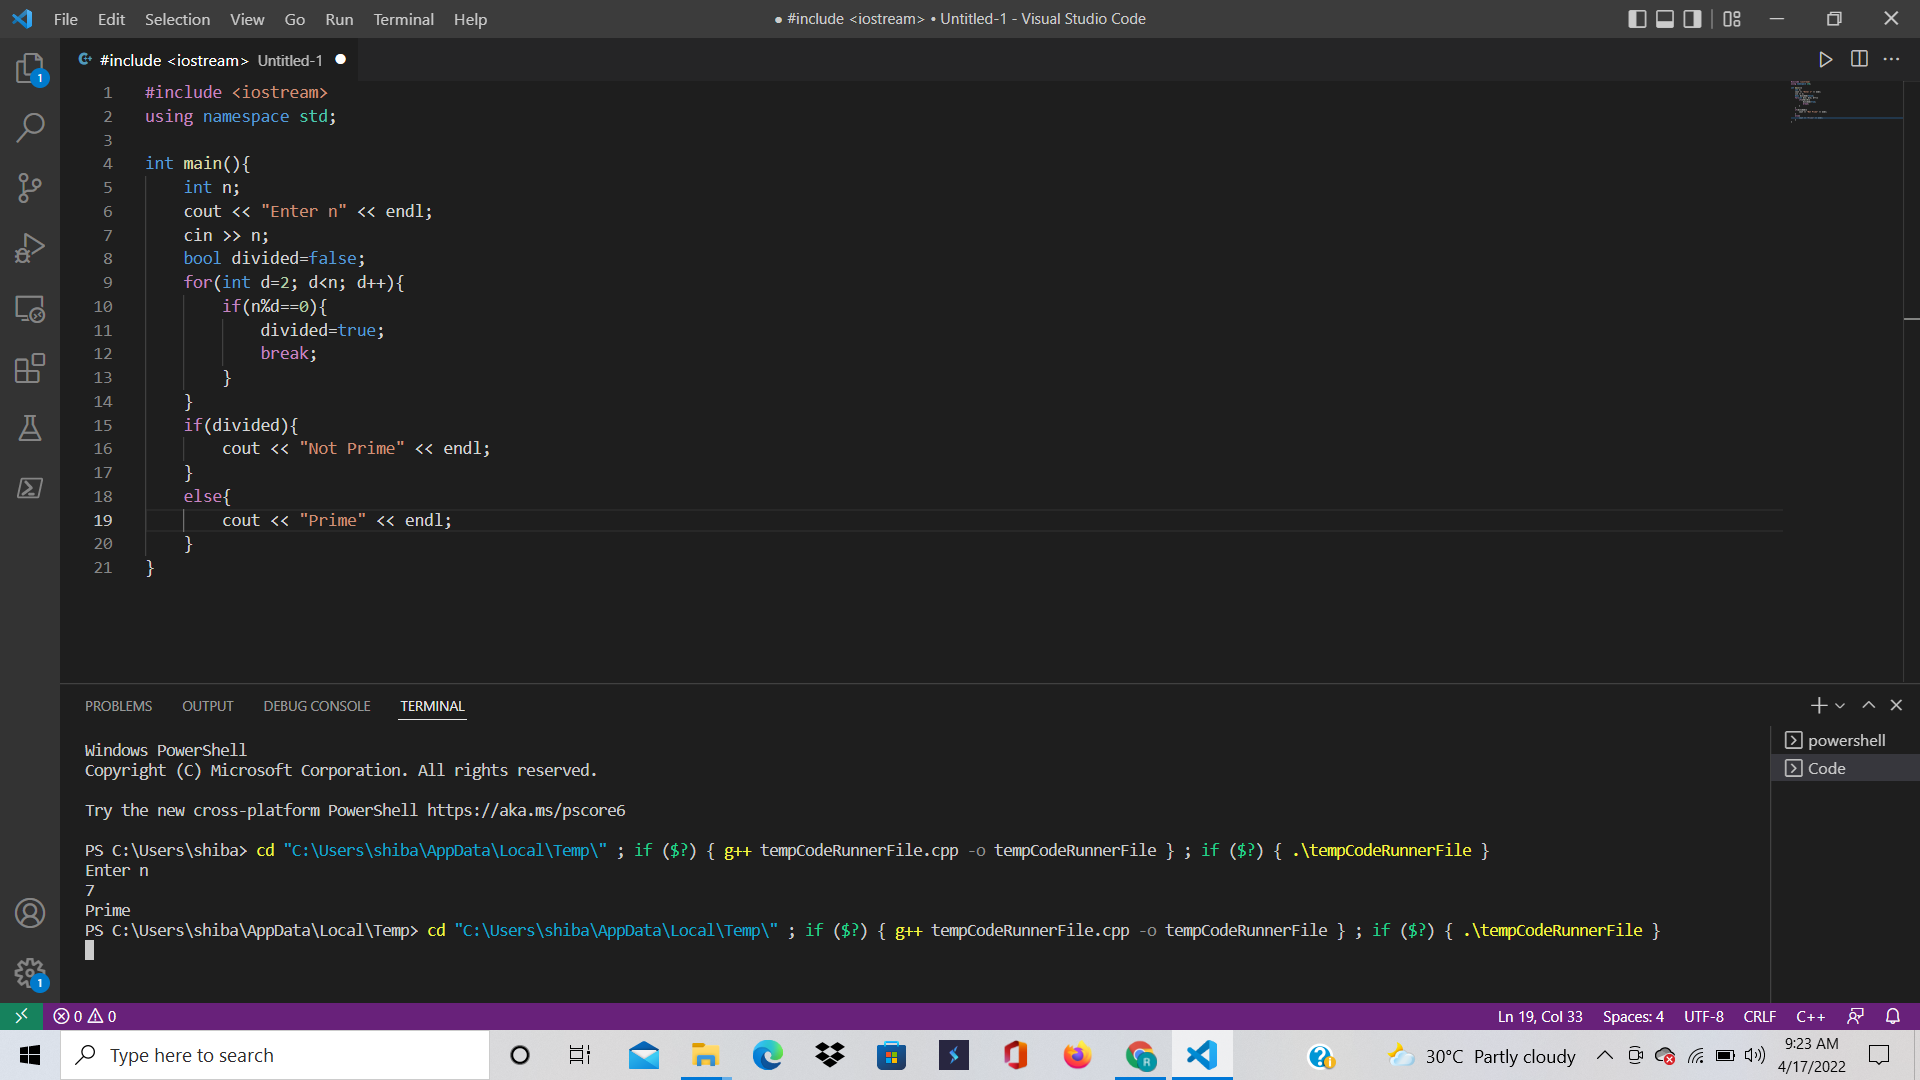 File Edit Selection View Go Run Terminal Help
● #include <iostream> • Untitled-1 - Visual Studio Code
#include <iostream> Untitled-1 ●
1 #include <iostream>
2 using namespace std;
3
4 int main(){
5 int n;
6 cout << "Enter n" << endl;
7 cin >> n;
8 bool divided=false;
9 for(int d=2; d<n; d++){
10 if(n%d==0){
11 divided=true;
12 break;
13 }
14 }
15 if(divided){
16 cout << "Not Prime" << endl;
17 }
18 else{
19 cout << "Prime" << endl;
20 }
21 }
1
PROBLEMS OUTPUT DEBUG CONSOLE TERMINAL
Windows PowerShell
Copyright (C) Microsoft Corporation. All rights reserved.
Try the new cross-platform PowerShell https://aka.ms/pscore6
PS C:\Users\shiba> cd "C:\Users\shiba\AppData\Local\Temp\" ; if ($?) { g++ tempCodeRunnerFile.cpp -o tempCodeRunnerFile } ; if ($?) { .\tempCodeRunnerFile }
Enter n
7
Prime
PS C:\Users\shiba\AppData\Local\Temp> cd "C:\Users\shiba\AppData\Local\Temp\" ; if ($?) { g++ tempCodeRunnerFile.cpp -o tempCodeRunnerFile } ; if ($?) { .\tempCodeRunnerFile }
powershell
Code
1
0 0
Ln 19, Col 33 Spaces: 4 UTF-8 CRLF C++
Type here to search
30°C Partly cloudy
9:23 AM
4/17/2022